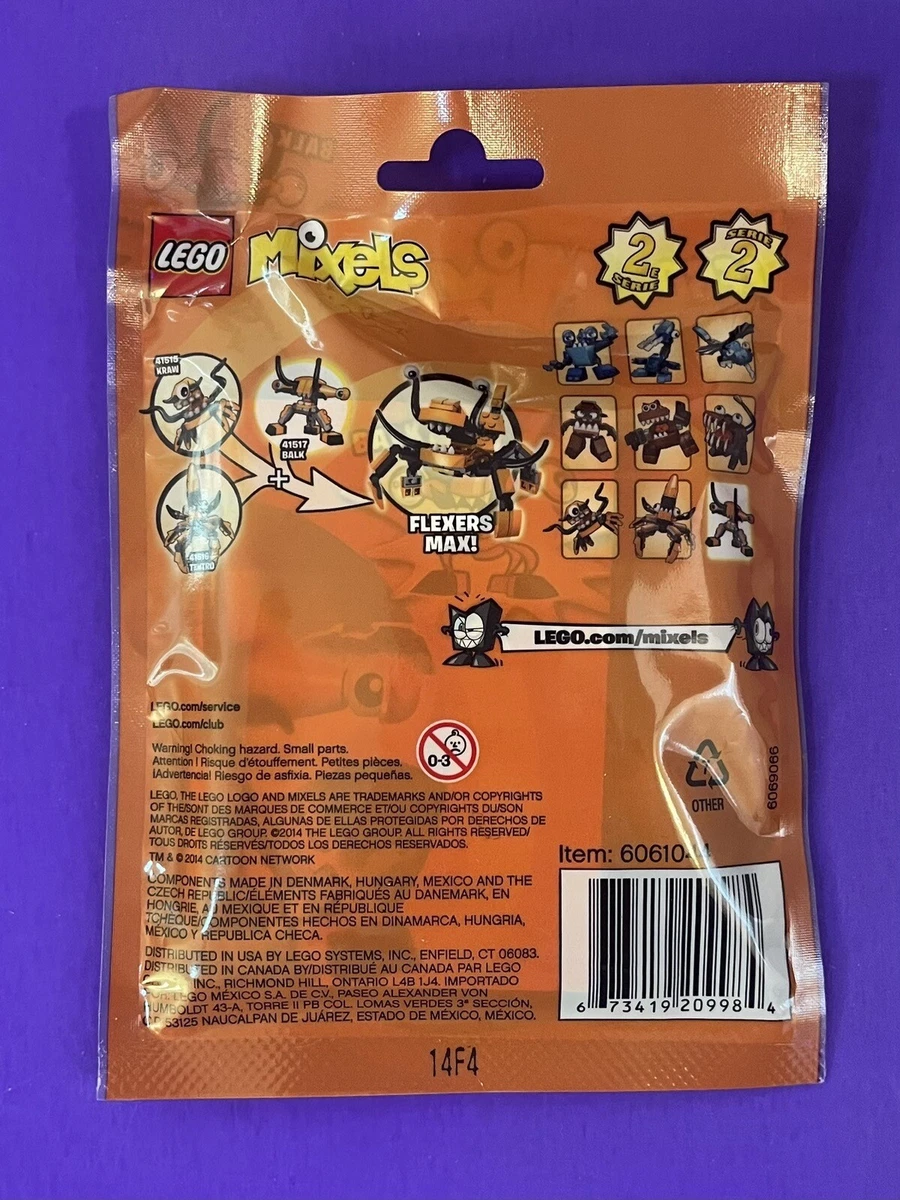 LEGO Mixels
2E SÉRIE
SERIE 2
41515
KRAW
41517
BALK
41516
TENTRO
+
FLEXERS
MAX!
LEGO.com/mixels
LEGO.com/service
LEGO.com/club
Warning! Choking hazard. Small parts.
Attention ! Risque d'étouffement. Petites pièces.
¡Advertencia! Riesgo de asfixia. Piezas pequeñas.
0-3
OTHER
6069066
LEGO, THE LEGO LOGO AND MIXELS ARE TRADEMARKS AND/OR COPYRIGHTS
OF THE/SONT DES MARQUES DE COMMERCE ET/OU COPYRIGHTS DU/SON
MARCAS REGISTRADAS, ALGUNAS DE ELLAS PROTEGIDAS POR DERECHOS DE
AUTOR, DE LEGO GROUP. ©2014 THE LEGO GROUP. ALL RIGHTS RESERVED/
TOUS DROITS RÉSERVÉS/TODOS LOS DERECHOS RESERVADOS.
TM & © 2014 CARTOON NETWORK
COMPONENTS MADE IN DENMARK, HUNGARY, MEXICO AND THE
CZECH REPUBLIC/ÉLÉMENTS FABRIQUÉS AU DANEMARK, EN
HONGRIE, AU MEXIQUE ET EN RÉPUBLIQUE
TCHÈQUE/COMPONENTES HECHOS EN DINAMARCA, HUNGRIA,
MÉXICO Y REPUBLICA CHECA.
DISTRIBUTED IN USA BY LEGO SYSTEMS, INC., ENFIELD, CT 06083.
DISTRIBUTED IN CANADA BY/DISTRIBUÉ AU CANADA PAR LEGO
INC., RICHMOND HILL, ONTARIO L4B 1J4. IMPORTADO
POR: LEGO MÉXICO S.A. DE C.V., PASEO ALEXANDER VON
HUMBOLDT 43-A, TORRE II PB COL. LOMAS VERDES 3ª SECCIÓN,
CP 53125 NAUCALPAN DE JUÁREZ, ESTADO DE MÉXICO, MÉXICO.
Item:
6 73419 20998 4
14F4